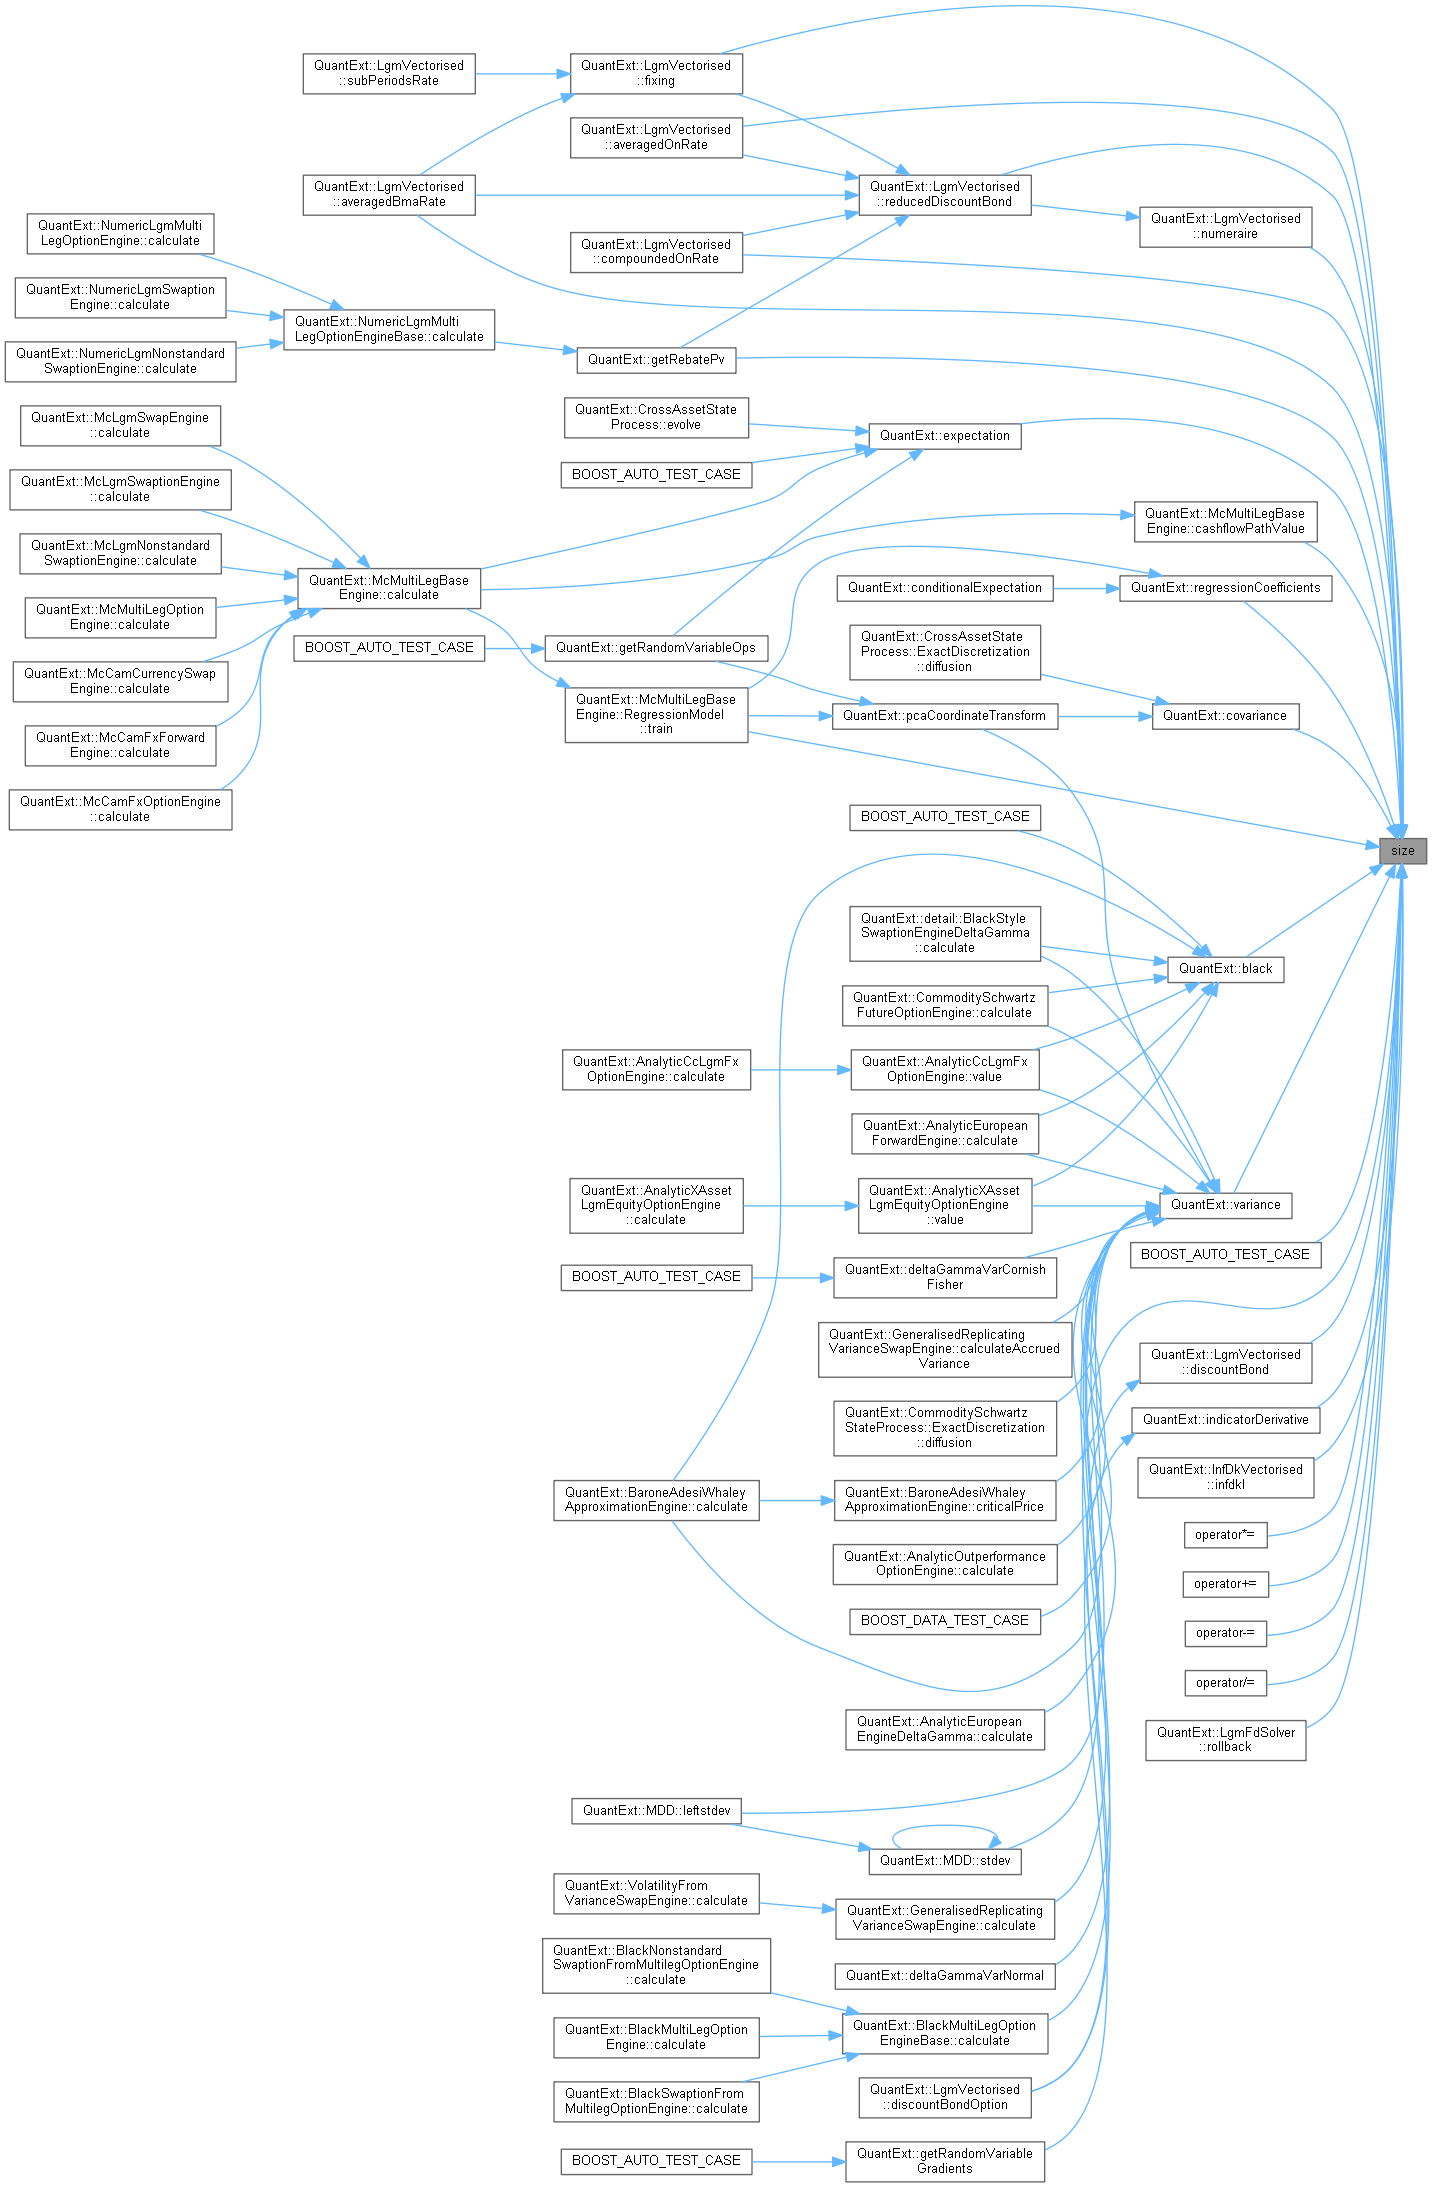 QuantExt::LgmVectorised
::subPeriodsRate
QuantExt::LgmVectorised
::fixing
QuantExt::LgmVectorised
::averagedOnRate
QuantExt::LgmVectorised
::averagedBmaRate
QuantExt::LgmVectorised
::reducedDiscountBond
QuantExt::LgmVectorised
::numeraire
QuantExt::NumericLgmMulti
LegOptionEngine::calculate
QuantExt::LgmVectorised
::compoundedOnRate
QuantExt::NumericLgmSwaption
Engine::calculate
QuantExt::NumericLgmMulti
LegOptionEngineBase::calculate
QuantExt::NumericLgmNonstandard
SwaptionEngine::calculate
QuantExt::getRebatePv
QuantExt::McLgmSwapEngine
::calculate
QuantExt::CrossAssetState
Process::evolve
QuantExt::expectation
BOOST_AUTO_TEST_CASE
QuantExt::McLgmSwaptionEngine
::calculate
QuantExt::McMultiLegBase
Engine::cashflowPathValue
QuantExt::McLgmNonstandard
SwaptionEngine::calculate
QuantExt::McMultiLegBase
Engine::calculate
QuantExt::conditionalExpectation
QuantExt::regressionCoefficients
QuantExt::McMultiLegOption
Engine::calculate
BOOST_AUTO_TEST_CASE
QuantExt::getRandomVariableOps
QuantExt::CrossAssetState
Process::ExactDiscretization
::diffusion
QuantExt::McCamCurrencySwap
Engine::calculate
QuantExt::McMultiLegBase
Engine::RegressionModel
::train
QuantExt::pcaCoordinateTransform
QuantExt::covariance
QuantExt::McCamFxForward
Engine::calculate
QuantExt::McCamFxOptionEngine
::calculate
BOOST_AUTO_TEST_CASE
size
QuantExt::detail::BlackStyle
SwaptionEngineDeltaGamma
::calculate
QuantExt::black
QuantExt::CommoditySchwartz
FutureOptionEngine::calculate
QuantExt::AnalyticCcLgmFx
OptionEngine::calculate
QuantExt::AnalyticCcLgmFx
OptionEngine::value
QuantExt::AnalyticEuropean
ForwardEngine::calculate
QuantExt::AnalyticXAsset
LgmEquityOptionEngine
::calculate
QuantExt::AnalyticXAsset
LgmEquityOptionEngine
::value
QuantExt::variance
BOOST_AUTO_TEST_CASE
BOOST_AUTO_TEST_CASE
QuantExt::deltaGammaVarCornish
Fisher
QuantExt::GeneralisedReplicating
VarianceSwapEngine::calculateAccrued
Variance
QuantExt::LgmVectorised
::discountBond
QuantExt::CommoditySchwartz
StateProcess::ExactDiscretization
::diffusion
QuantExt::indicatorDerivative
QuantExt::InfDkVectorised
::infdkI
QuantExt::BaroneAdesiWhaley
ApproximationEngine::calculate
QuantExt::BaroneAdesiWhaley
ApproximationEngine::criticalPrice
operator*=
QuantExt::AnalyticOutperformance
OptionEngine::calculate
operator+=
BOOST_DATA_TEST_CASE
operator-=
operator/=
QuantExt::AnalyticEuropean
EngineDeltaGamma::calculate
QuantExt::LgmFdSolver
::rollback
QuantExt::MDD::leftstdev
QuantExt::MDD::stdev
QuantExt::VolatilityFrom
VarianceSwapEngine::calculate
QuantExt::GeneralisedReplicating
VarianceSwapEngine::calculate
QuantExt::BlackNonstandard
SwaptionFromMultilegOptionEngine
::calculate
QuantExt::deltaGammaVarNormal
QuantExt::BlackMultiLegOption
Engine::calculate
QuantExt::BlackMultiLegOption
EngineBase::calculate
QuantExt::BlackSwaptionFrom
MultilegOptionEngine::calculate
QuantExt::LgmVectorised
::discountBondOption
BOOST_AUTO_TEST_CASE
QuantExt::getRandomVariable
Gradients